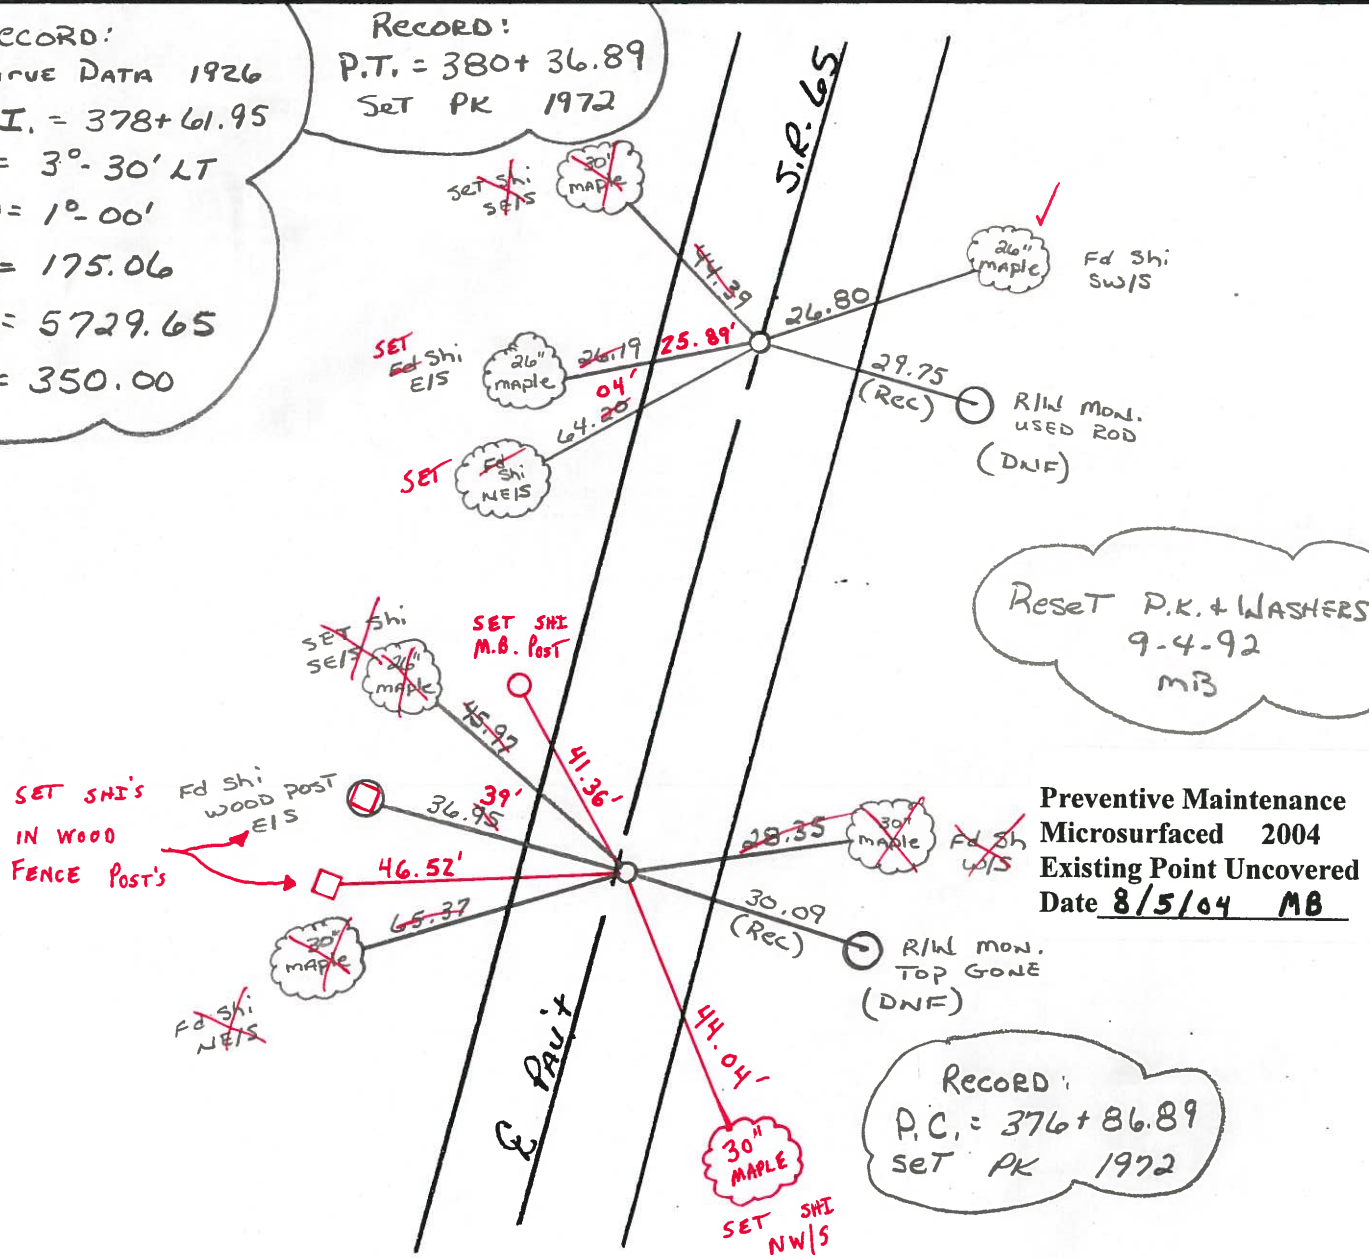 RECORD:
CURVE DATA 1926
I. = 378+61.95
= 3°-30' LT
= 1°-00'
= 175.06
= 5729.65
= 350.00
RECORD:
P.T. = 380+36.89
SeT PK 1972
S.R. 65
SeT Shi
SE/S
30"
MAPle
44.39
26"
MAPle
Fd Shi
SW/S
26.80
SET
Fd Shi
E/S
26"
MAPle
26.19
25.89'
04'
64.20
SET
Fd
Shi
NE/S
29.75
(Rec)
R/W MON.
USED ROD
(DNF)
ReseT P.K. & WASHERS
9-4-92
MB
SET Shi
SE/S
26"
MAPle
45.97
SET SHI
M.B. POST
41.36'
SET SHI'S
IN WOOD
FENCE POST'S
Fd Shi
WOOD POST
E/S
39'
36.95
46.52'
65.37
30"
MAPle
Fd Shi
NE/S
28.35
30"
MAPle
Fd Sh
W/S
Preventive Maintenance
Microsurfaced 2004
Existing Point Uncovered
Date 8/5/04 MB
30.09
(Rec)
R/W MON.
TOP GONE
(DNF)
44.04'
30"
MAPLE
SET SHI
NW/S
℄ PAV'T
RECORD:
P.C. = 376+86.89
SeT PK 1972